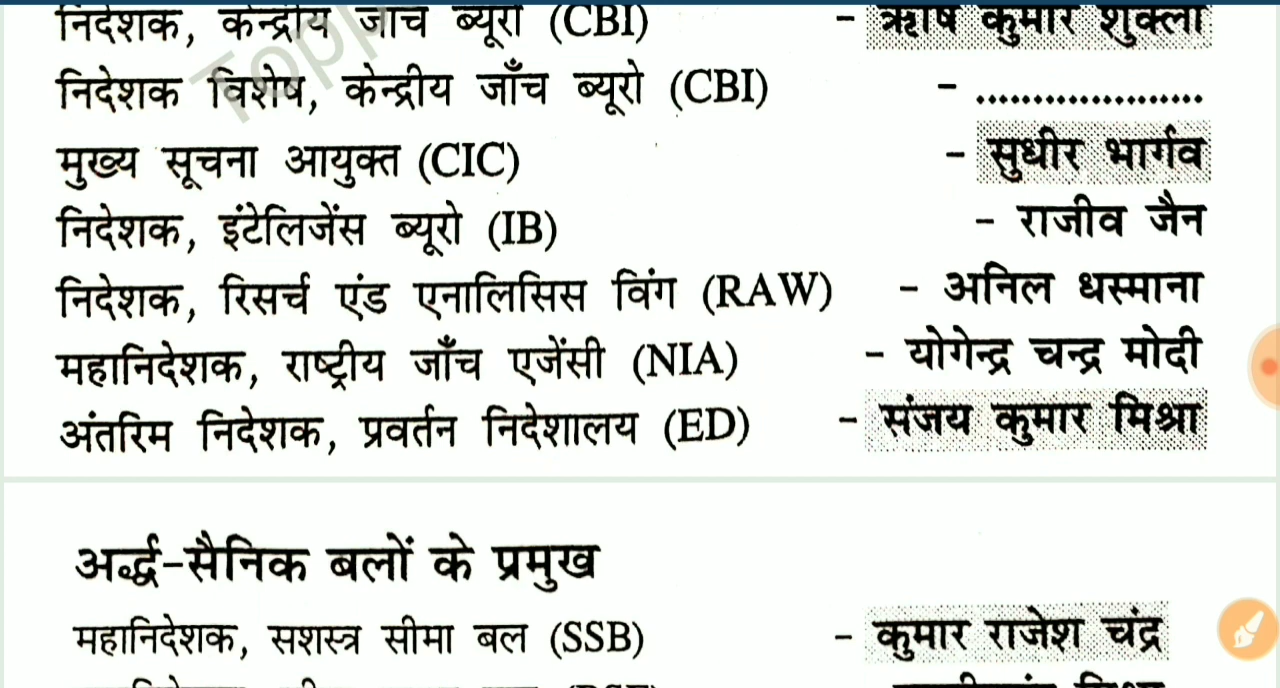 निदेशक, केन्द्रीय जाँच ब्यूरो (CBI) - ऋषि कुमार शुक्ला
निदेशक विशेष, केन्द्रीय जाँच ब्यूरो (CBI) - .....................
मुख्य सूचना आयुक्त (CIC) - सुधीर भार्गव
निदेशक, इंटेलिजेंस ब्यूरो (IB) - राजीव जैन
निदेशक, रिसर्च एंड एनालिसिस विंग (RAW) - अनिल धस्माना
महानिदेशक, राष्ट्रीय जाँच एजेंसी (NIA) - योगेन्द्र चन्द्र मोदी
अंतरिम निदेशक, प्रवर्तन निदेशालय (ED) - संजय कुमार मिश्रा
अर्द्ध-सैनिक बलों के प्रमुख
महानिदेशक, सशस्त्र सीमा बल (SSB) - कुमार राजेश चंद्र